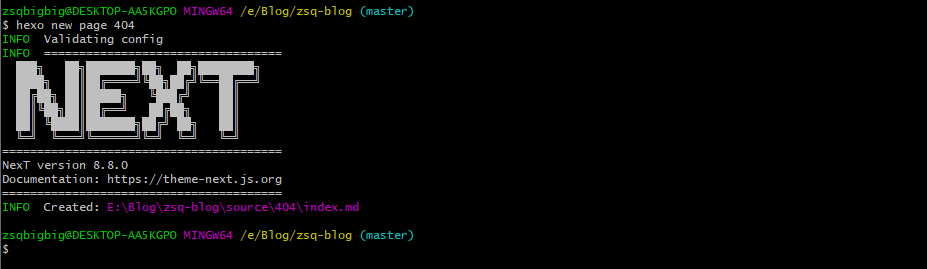 zsqbigbig@DESKTOP-AA5KGPO MINGW64 /e/Blog/zsq-blog (master)
$ hexo new page 404
INFO  Validating config
INFO  ==================================
NEXT
========================================
NexT version 8.8.0
Documentation: https://theme-next.js.org
========================================
INFO  Created: E:\Blog\zsq-blog\source\404\index.md
zsqbigbig@DESKTOP-AA5KGPO MINGW64 /e/Blog/zsq-blog (master)
$